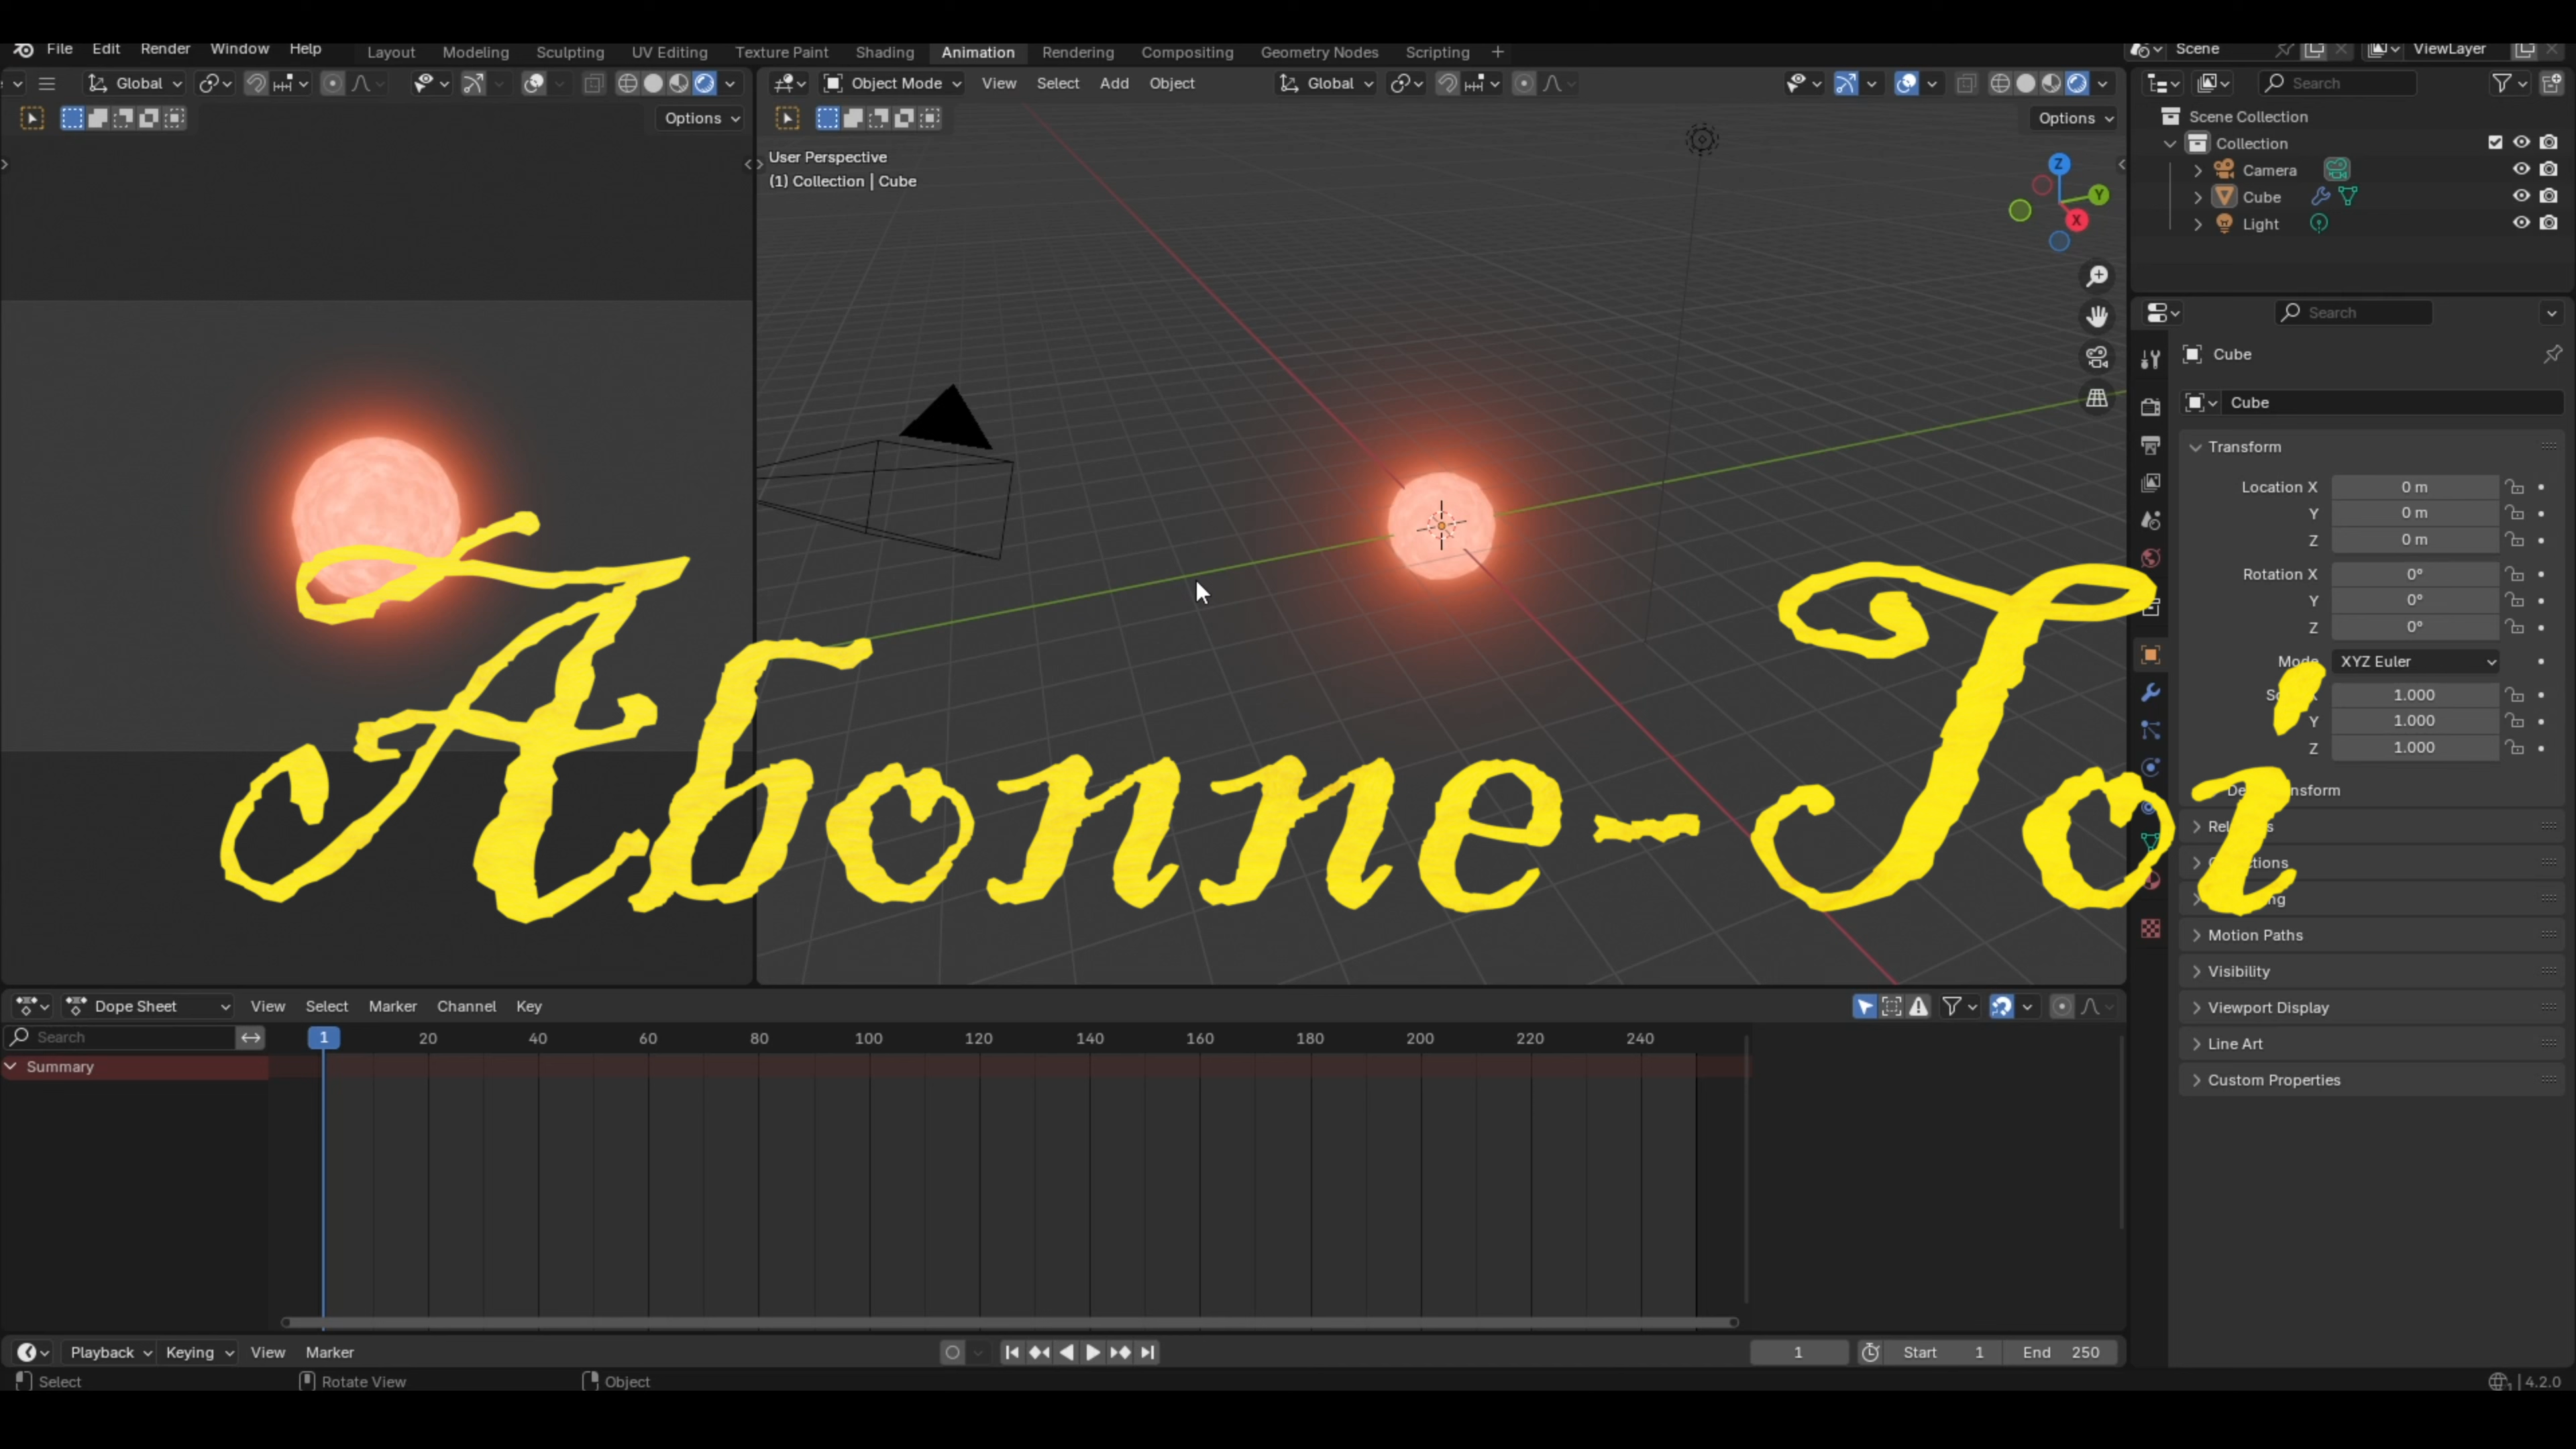 File Edit Render Window Help Layout Modeling Sculpting UV Editing Texture Paint Shading Animation Rendering Compositing Geometry Nodes Scripting + Scene ViewLayer
Global Object Mode View Select Add Object Global Search
Options Options
User Perspective
(1) Collection | Cube
Z
Y
X
Scene Collection
Collection
Camera
Cube
Light
Search
Cube
Cube
Transform
Location X 0 m
Y 0 m
Z 0 m
Rotation X 0°
Y 0°
Z 0°
Mode XYZ Euler
X 1.000
Y 1.000
Z 1.000
Abonne-Toi
Motion Paths
Visibility
Viewport Display
Line Art
Custom Properties
Dope Sheet View Select Marker Channel Key
Search 1 20 40 60 80 100 120 140 160 180 200 220 240
Summary
Playback Keying View Marker 1 Start 1 End 250
Select Rotate View Object 4.2.0